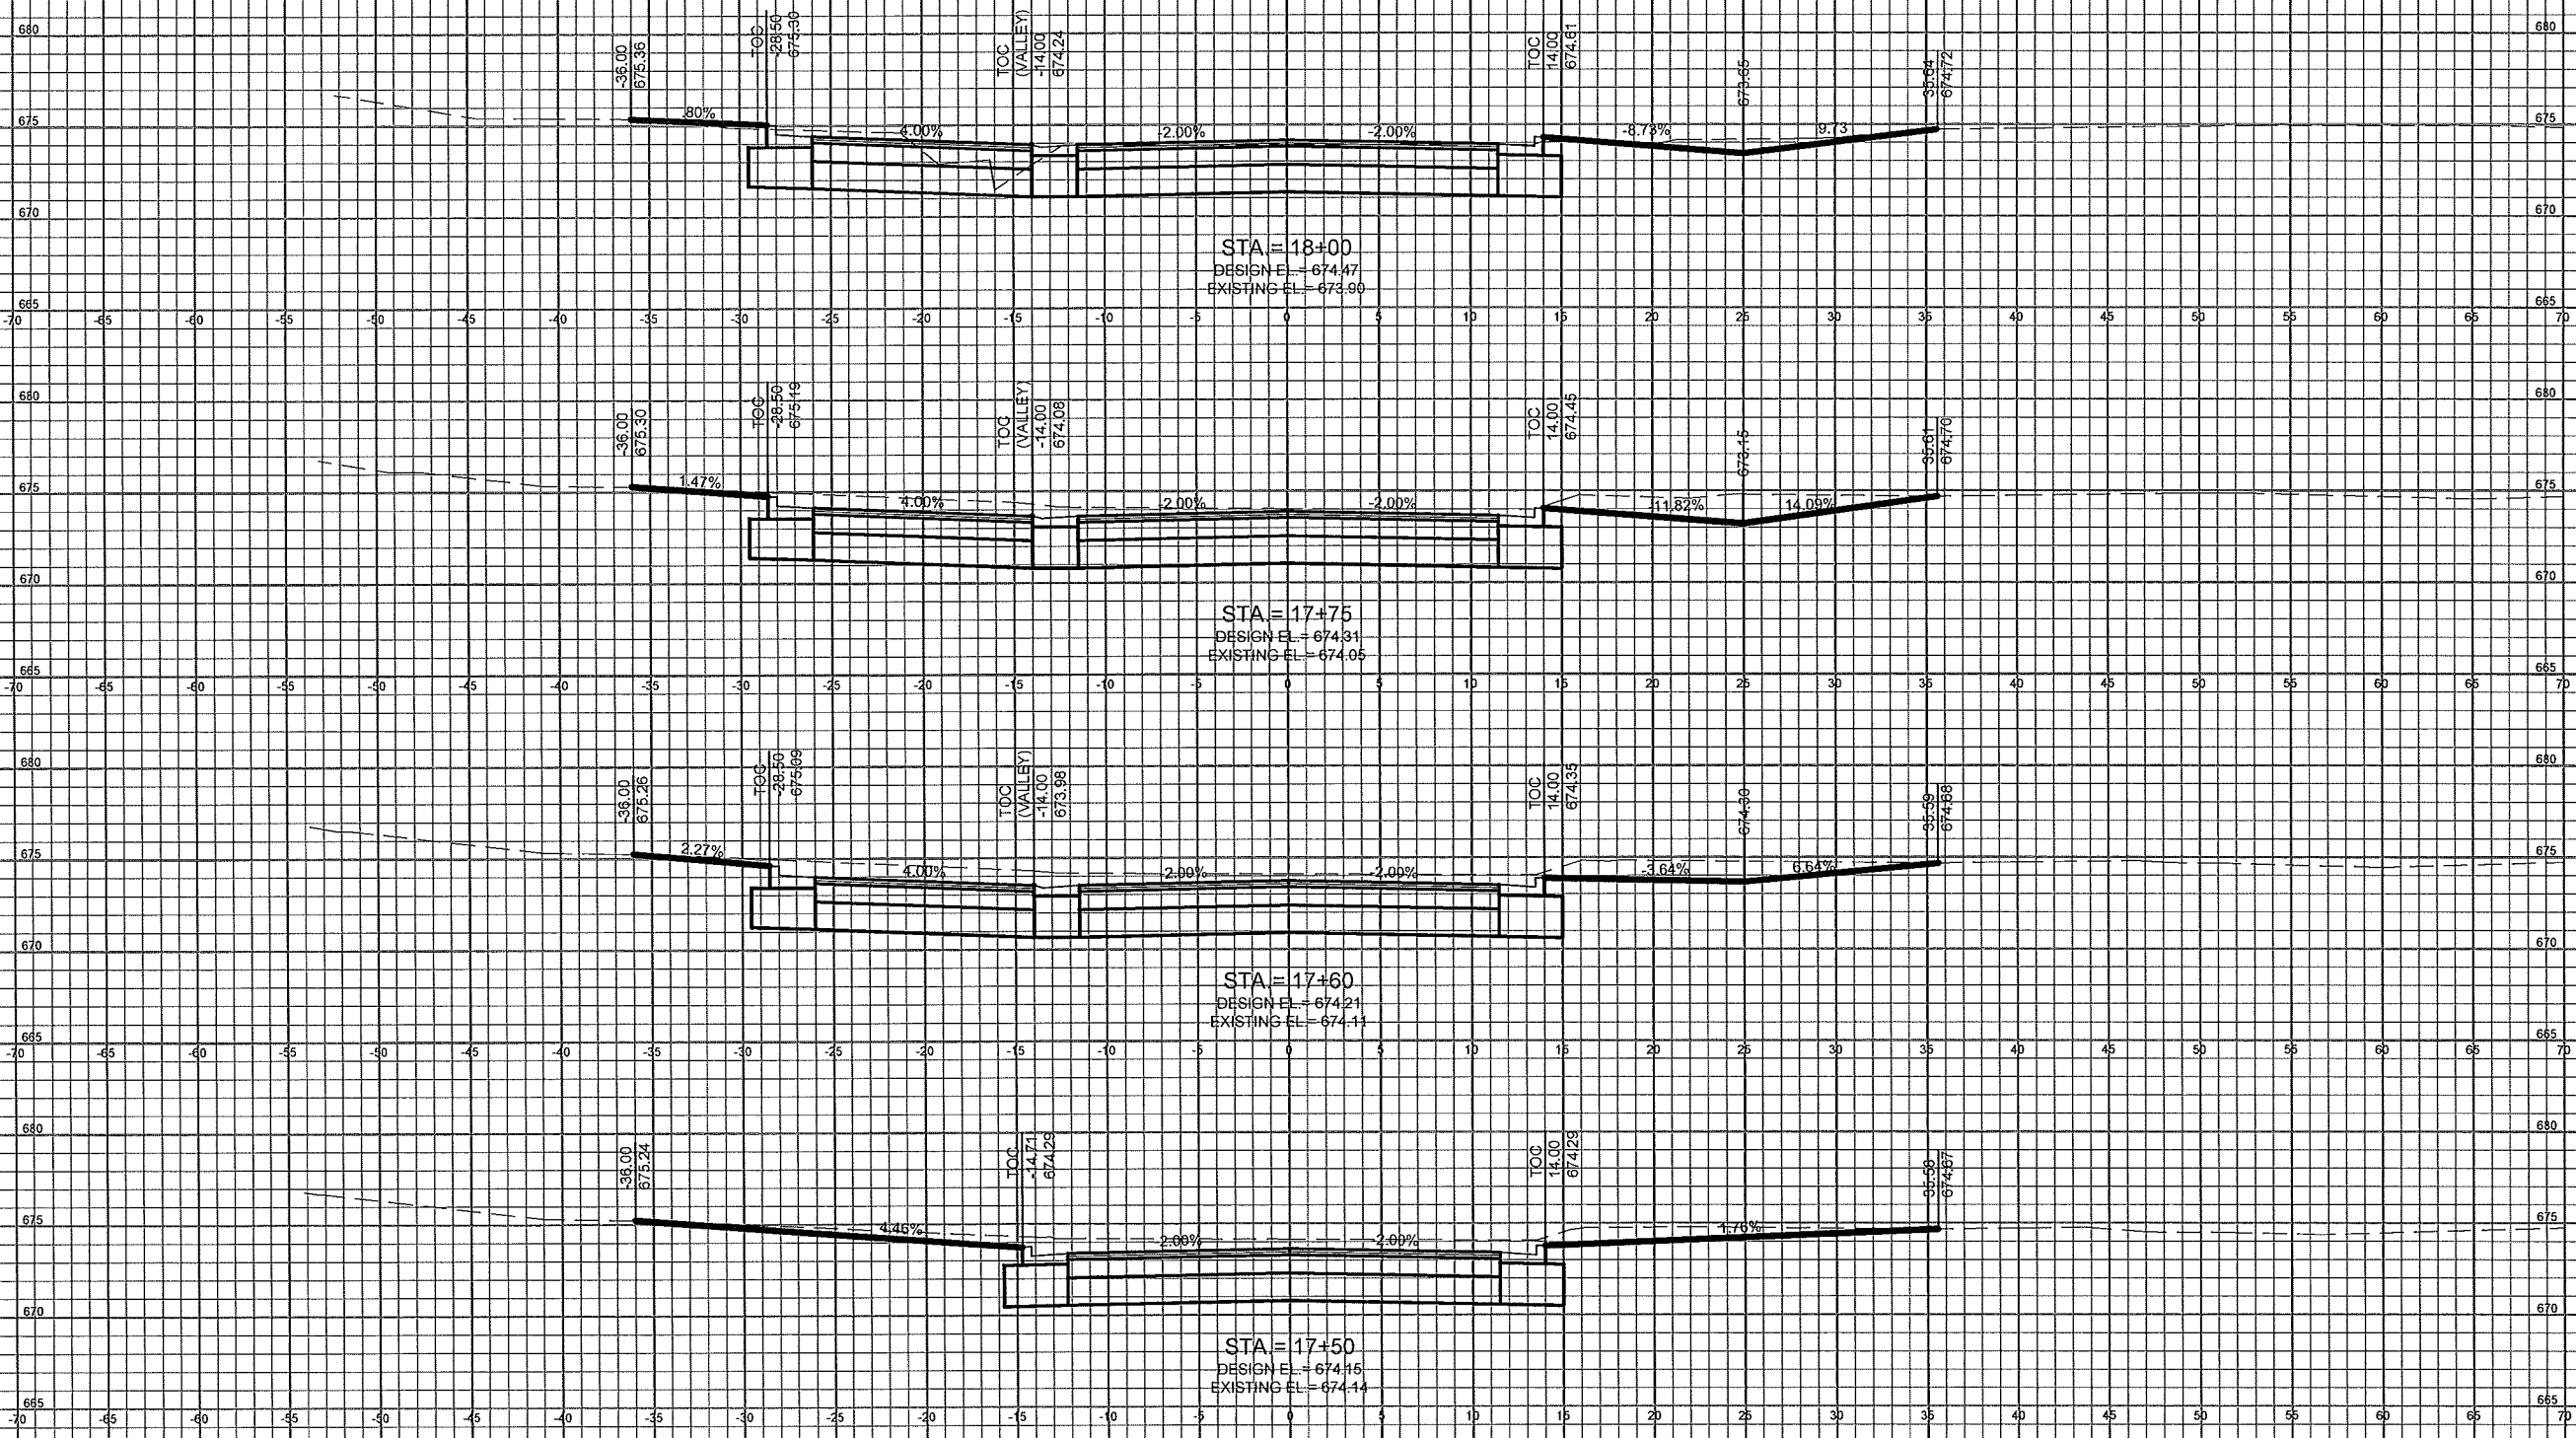 680 680
-36.00
675.36
TOC
-28.50
675.30
TOC
(VALLEY)
-14.00
674.24
TOC
14.00
674.61
673.65
35.64
674.72
675 675
.80%
4.00%
-2.00%
-2.00%
-8.73%
9.73
670 670
STA.= 18+00
DESIGN EL.= 674.47
EXISTING EL.= 673.90
665 665
-70 -65 -60 -55 -50 -45 -40 -35 -30 -25 -20 -15 -10 -5 0 5 10 15 20 25 30 35 40 45 50 55 60 65 70
680 680
-36.00
675.30
TOC
-28.50
675.19
TOC
(VALLEY)
-14.00
674.08
TOC
14.00
674.45
673.15
35.61
674.70
675 675
1.47%
4.00%
-2.00%
-2.00%
-11.82%
14.09%
670 670
STA.= 17+75
DESIGN EL.= 674.31
EXISTING EL.= 674.05
665 665
-70 -65 -60 -55 -50 -45 -40 -35 -30 -25 -20 -15 -10 -5 0 5 10 15 20 25 30 35 40 45 50 55 60 65 70
680 680
-36.00
675.26
TOC
-28.50
675.09
TOC
(VALLEY)
-14.00
673.98
TOC
14.00
674.35
674.30
35.59
674.68
675 675
2.27%
4.00%
-2.00%
-2.00%
-3.64%
6.64%
670 670
STA.= 17+60
DESIGN EL.= 674.21
EXISTING EL.= 674.11
665 665
-70 -65 -60 -55 -50 -45 -40 -35 -30 -25 -20 -15 -10 -5 0 5 10 15 20 25 30 35 40 45 50 55 60 65 70
680 680
-36.00
675.24
TOC
-14.71
674.29
TOC
14.00
674.29
35.58
674.67
675 675
4.46%
-2.00%
-2.00%
1.76%
670 670
STA.= 17+50
DESIGN EL.= 674.15
EXISTING EL.= 674.14
665 665
-70 -65 -60 -55 -50 -45 -40 -35 -30 -25 -20 -15 -10 -5 0 5 10 15 20 25 30 35 40 45 50 55 60 65 70